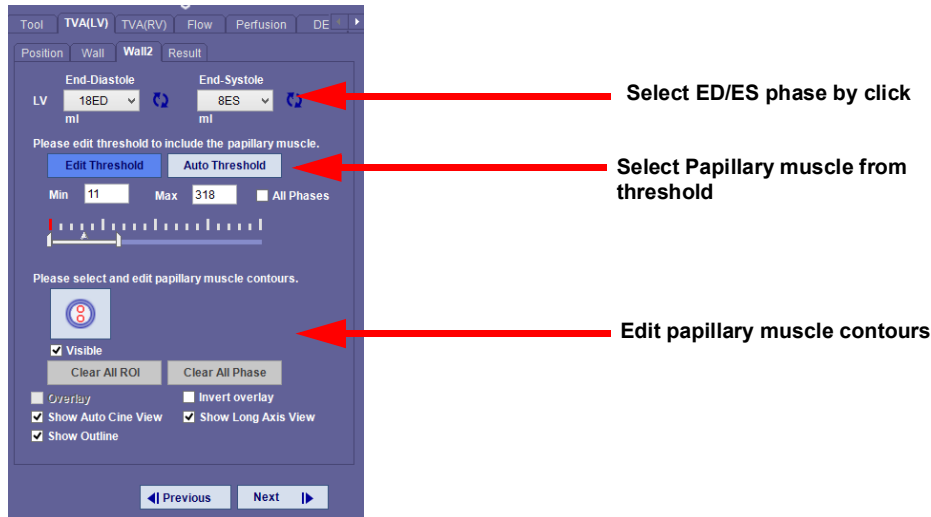 Tool TVA(LV) TVA(RV) Flow Perfusion DE
Position Wall Wall2 Result
End-Diastole End-Systole
LV 18ED 8ES
ml ml
Select ED/ES phase by click
Please edit threshold to include the papillary muscle.
Edit Threshold Auto Threshold
Select Papillary muscle from
threshold
Min 11 Max 318 All Phases
Please select and edit papillary muscle contours.
Edit papillary muscle contours
Visible
Clear All ROI Clear All Phase
Overlay Invert overlay
Show Auto Cine View Show Long Axis View
Show Outline
Previous Next